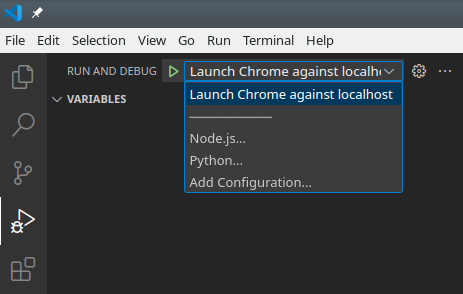 File Edit Selection View Go Run Terminal Help
RUN AND DEBUG Launch Chrome against localh
VARIABLES
Launch Chrome against localhost
Node.js...
Python...
Add Configuration...